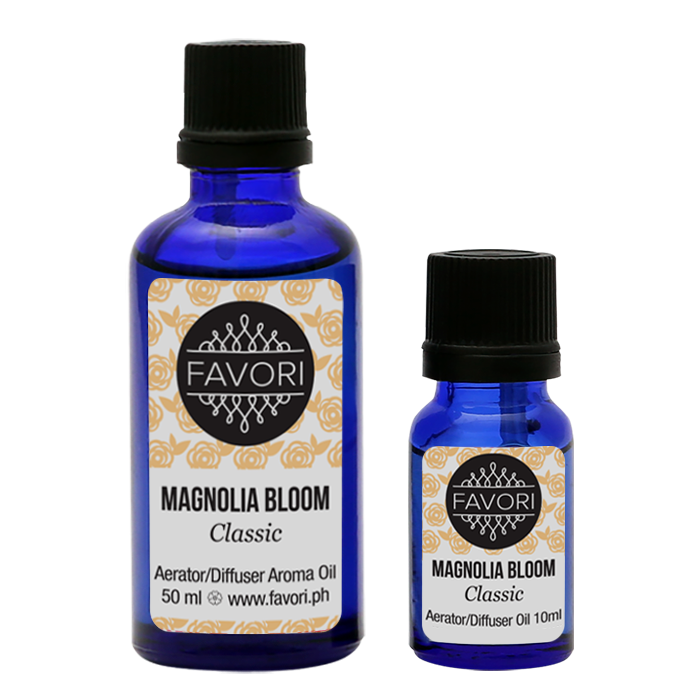 FAVORI
MAGNOLIA BLOOM
Classic
Aerator/Diffuser Aroma Oil
50 ml www.favori.ph
FAVORI
MAGNOLIA BLOOM
Classic
Aerator/Diffuser Oil 10ml